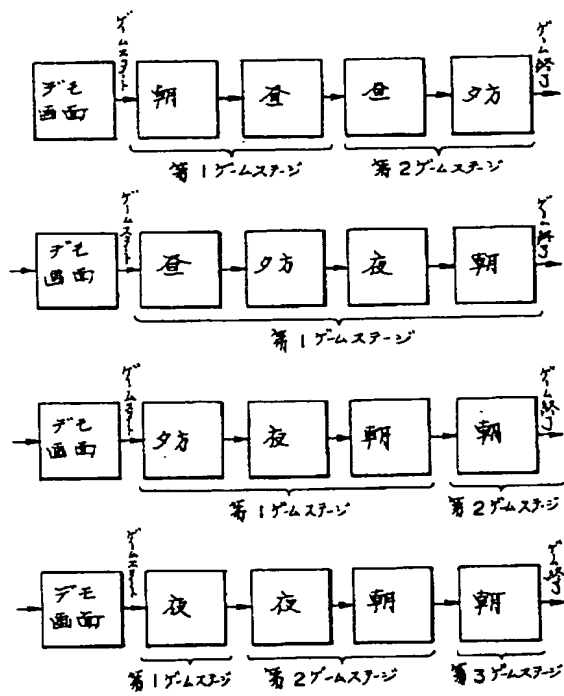 ゲームスタート
ゲーム終了
デモ画面
朝
昼
昼
夕方
第1ゲームステージ
第2ゲームステージ
ゲームスタート
ゲーム終了
デモ画面
昼
夕方
夜
朝
第1ゲームステージ
ゲームスタート
ゲーム終了
デモ画面
夕方
夜
朝
朝
第1ゲームステージ
第2ゲームステージ
ゲームスタート
ゲーム終了
デモ画面
夜
夜
朝
朝
第1ゲームステージ
第2ゲームステージ
第3ゲームステージ